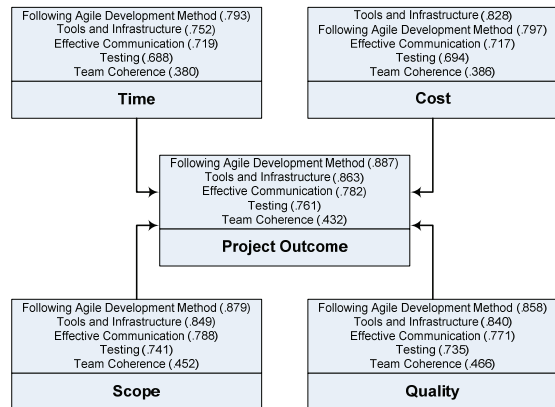 Following Agile Development Method (.793)
Tools and Infrastructure (.752)
Effective Communication (.719)
Testing (.688)
Team Coherence (.380)
Time
Tools and Infrastructure (.828)
Following Agile Development Method (.797)
Effective Communication (.717)
Testing (.694)
Team Coherence (.386)
Cost
Following Agile Development Method (.887)
Tools and Infrastructure (.863)
Effective Communication (.782)
Testing (.761)
Team Coherence (.432)
Project Outcome
Following Agile Development Method (.879)
Tools and Infrastructure (.849)
Effective Communication (.788)
Testing (.741)
Team Coherence (.452)
Scope
Following Agile Development Method (.858)
Tools and Infrastructure (.840)
Effective Communication (.771)
Testing (.735)
Team Coherence (.466)
Quality